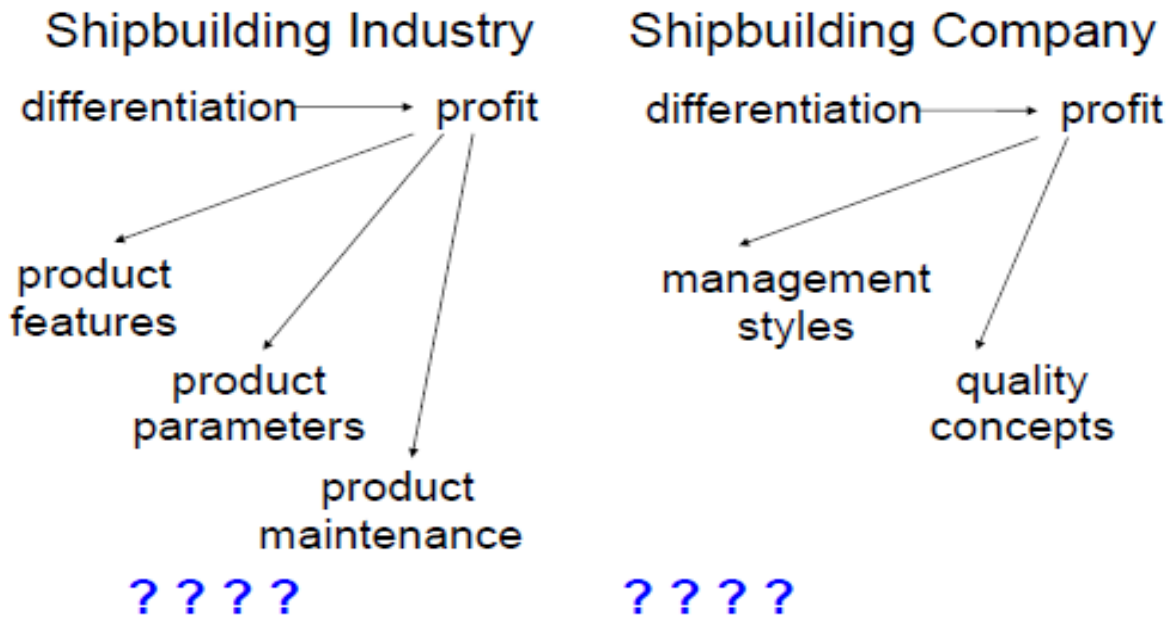 Shipbuilding Industry
differentiation profit
product
features
product
parameters
product
maintenance
? ? ? ?
Shipbuilding Company
differentiation profit
management
styles
quality
concepts
? ? ? ?